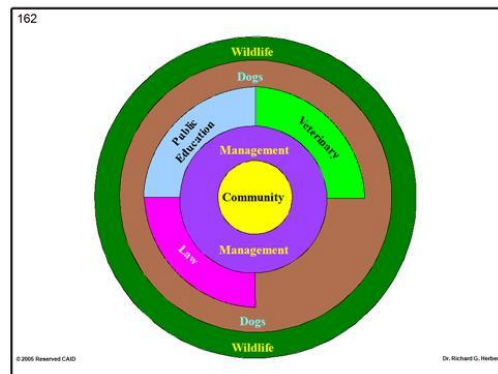 162
Wildlife
Dogs
Public
Education
Veterinary
Management
Community
Management
Law
Dogs
Wildlife
© 2005 Reserved CAID
Dr. Richard G. Herbert